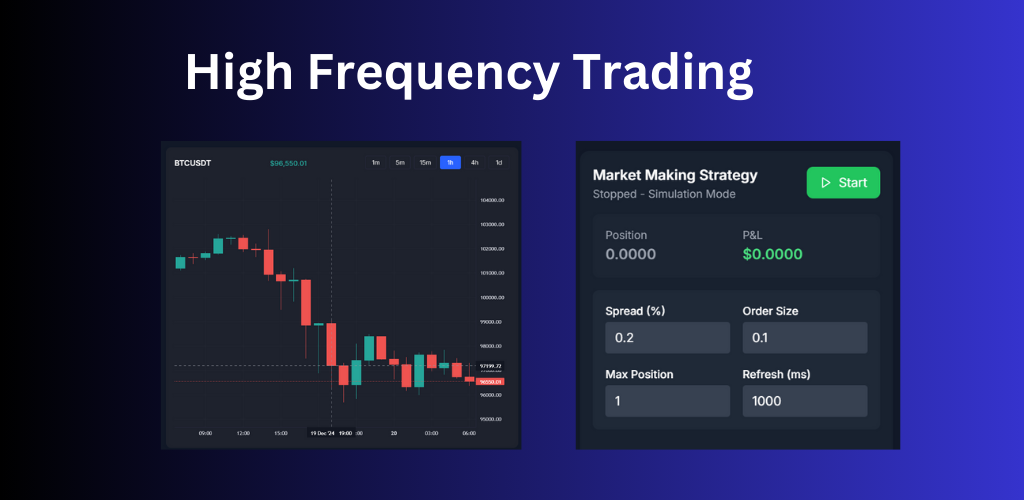 High Frequency Trading
BTCUSDT $96,550.01 1m 5m 15m 1h 4h 1d
104000.00
103000.00
102000.00
101000.00
100000.00
99000.00
98000.00
97199.72
96550.01
96000.00
95000.00
09:00 12:00 15:00 19 Dec '24 19:00 :00 20 03:00 06:00
Market Making Strategy
Stopped - Simulation Mode
Start
Position P&L
0.0000 $0.0000
Spread (%) Order Size
0.2 0.1
Max Position Refresh (ms)
1 1000